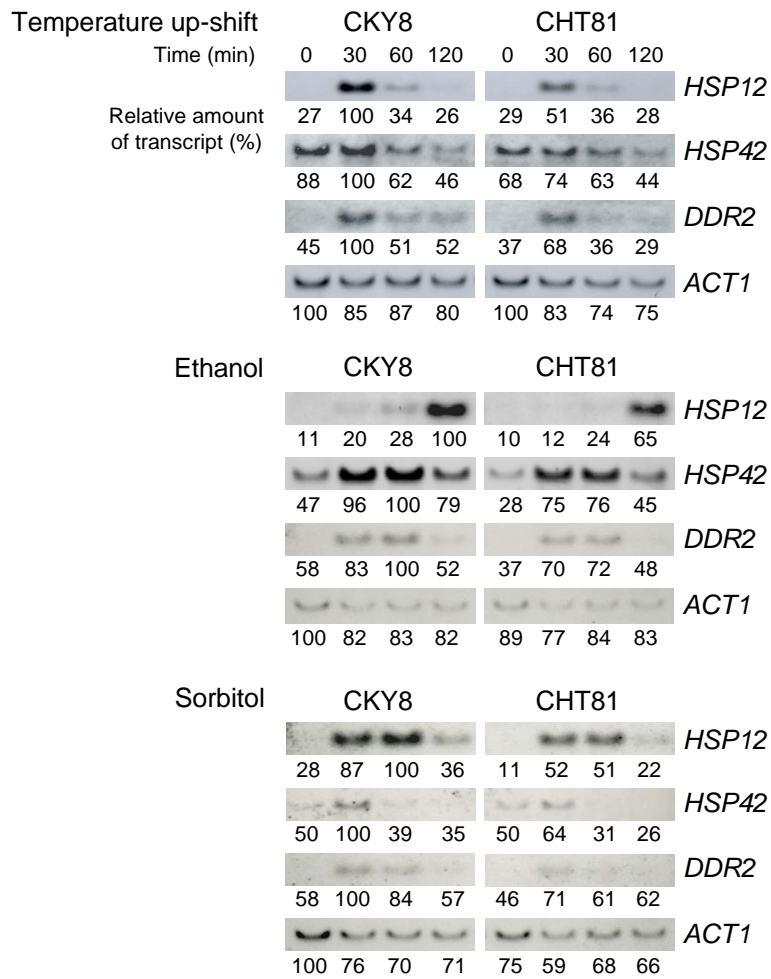 Temperature up-shift CKY8 CHT81
Time (min) 0 30 60 120 0 30 60 120
HSP12
Relative amount of transcript (%) 27 100 34 26 29 51 36 28
HSP42
88 100 62 46 68 74 63 44
DDR2
45 100 51 52 37 68 36 29
ACT1
100 85 87 80 100 83 74 75
Ethanol CKY8 CHT81
HSP12
11 20 28 100 10 12 24 65
HSP42
47 96 100 79 28 75 76 45
DDR2
58 83 100 52 37 70 72 48
ACT1
100 82 83 82 89 77 84 83
Sorbitol CKY8 CHT81
HSP12
28 87 100 36 11 52 51 22
HSP42
50 100 39 35 50 64 31 26
DDR2
58 100 84 57 46 71 61 62
ACT1
100 76 70 71 75 59 68 66